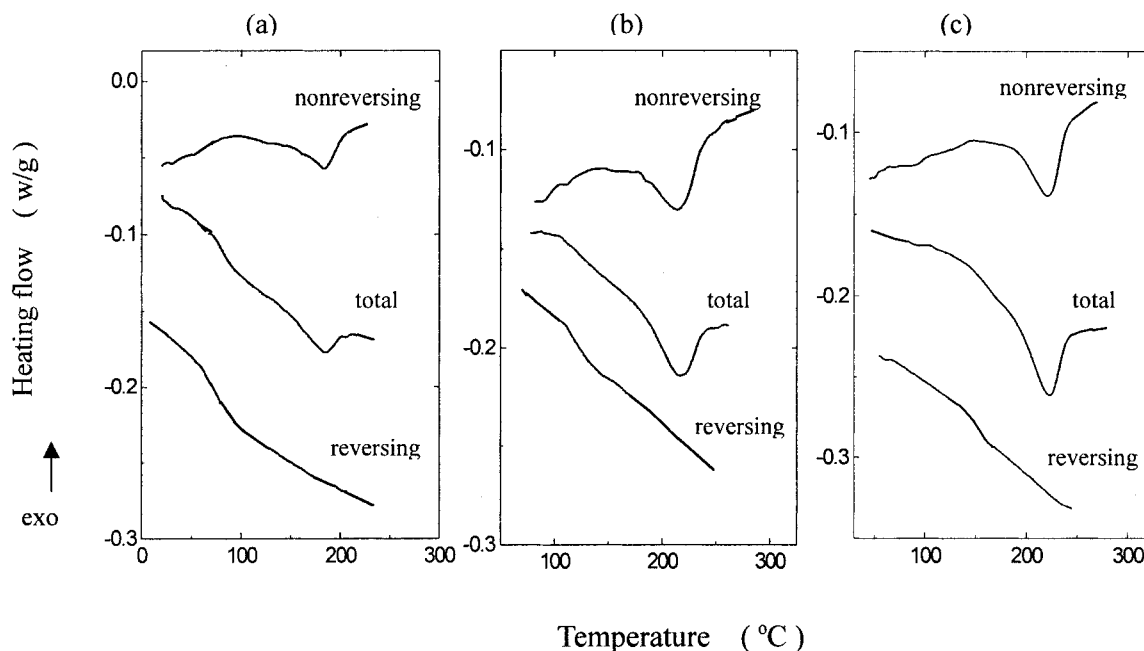 (a) (b) (c)
0.0
-0.1
-0.2
-0.3
nonreversing
total
reversing
0 100 200 300
-0.1
-0.2
-0.3
nonreversing
total
reversing
100 200 300
-0.1
-0.2
-0.3
nonreversing
total
reversing
100 200 300
Heating flow ( w/g )
exo
Temperature ( °C )